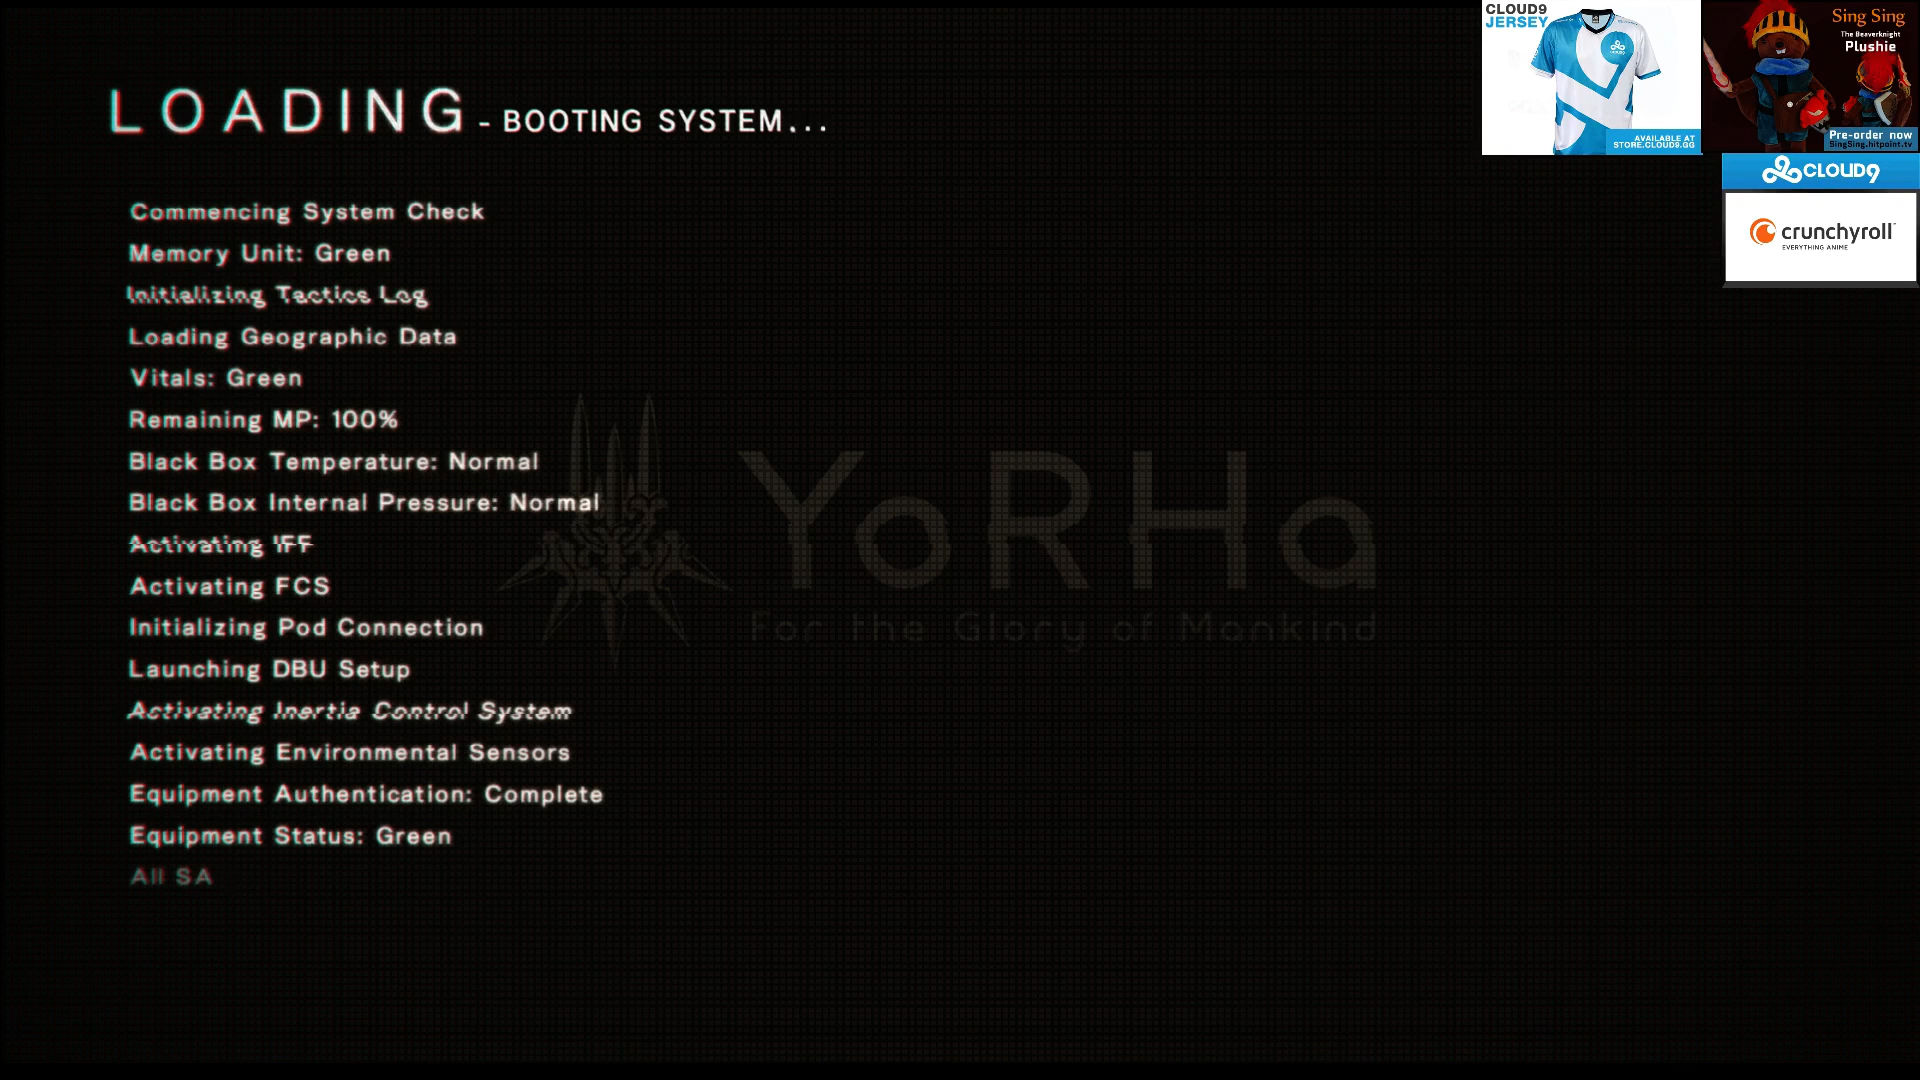 LOADING - BOOTING SYSTEM...
Commencing System Check
Memory Unit: Green
Initializing Tactics Log
Loading Geographic Data
Vitals: Green
Remaining MP: 100%
Black Box Temperature: Normal
Black Box Internal Pressure: Normal
Activating IFF
Activating FCS
Initializing Pod Connection
Launching DBU Setup
Activating Inertia Control System
Activating Environmental Sensors
Equipment Authentication: Complete
Equipment Status: Green
All SA
YoRHa
For the Glory of Mankind
CLOUD9
JERSEY
AVAILABLE AT
STORE.CLOUD9.GG
Sing Sing
The Beaverknight
Plushie
Pre-order now
SingSing.hitpoint.tv
CLOUD9
crunchyroll
EVERYTHING ANIME